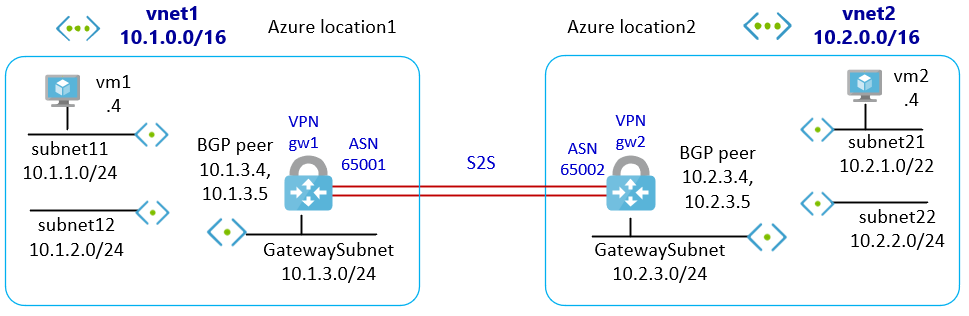 vnet1
10.1.0.0/16
Azure location1
vm1
.4
subnet11
10.1.1.0/24
subnet12
10.1.2.0/24
BGP peer
10.1.3.4,
10.1.3.5
VPN
gw1
ASN
65001
GatewaySubnet
10.1.3.0/24
S2S
Azure location2
vnet2
10.2.0.0/16
ASN
65002
VPN
gw2
BGP peer
10.2.3.4,
10.2.3.5
GatewaySubnet
10.2.3.0/24
vm2
.4
subnet21
10.2.1.0/22
subnet22
10.2.2.0/24